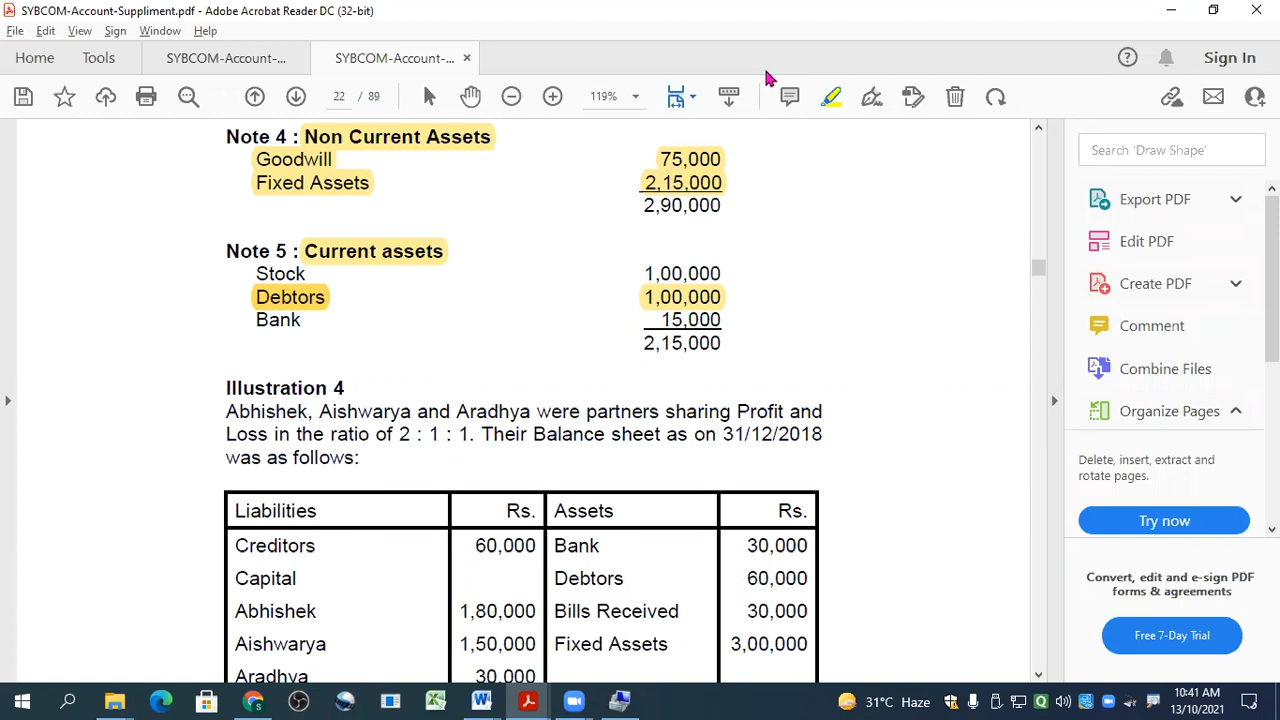 SYBCOM-Account-Suppliment.pdf - Adobe Acrobat Reader DC (32-bit)
File Edit View Sign Window Help
Home Tools SYBCOM-Account-... SYBCOM-Account-... × Sign In
22 / 89 119%
Note 4 : Non Current Assets
Goodwill 75,000
Fixed Assets 2,15,000
2,90,000
Note 5 : Current assets
Stock 1,00,000
Debtors 1,00,000
Bank 15,000
2,15,000
Illustration 4
Abhishek, Aishwarya and Aradhya were partners sharing Profit and
Loss in the ratio of 2 : 1 : 1. Their Balance sheet as on 31/12/2018
was as follows:
Liabilities Rs. Assets Rs.
Creditors 60,000 Bank 30,000
Capital Debtors 60,000
Abhishek 1,80,000 Bills Received 30,000
Aishwarya 1,50,000 Fixed Assets 3,00,000
Aradhya 30,000
Search 'Draw Shape'
Export PDF
Edit PDF
Create PDF
Comment
Combine Files
Organize Pages
Delete, insert, extract and
rotate pages.
Try now
Convert, edit and e-sign PDF
forms & agreements
Free 7-Day Trial
31°C Haze 10:41 AM
13/10/2021